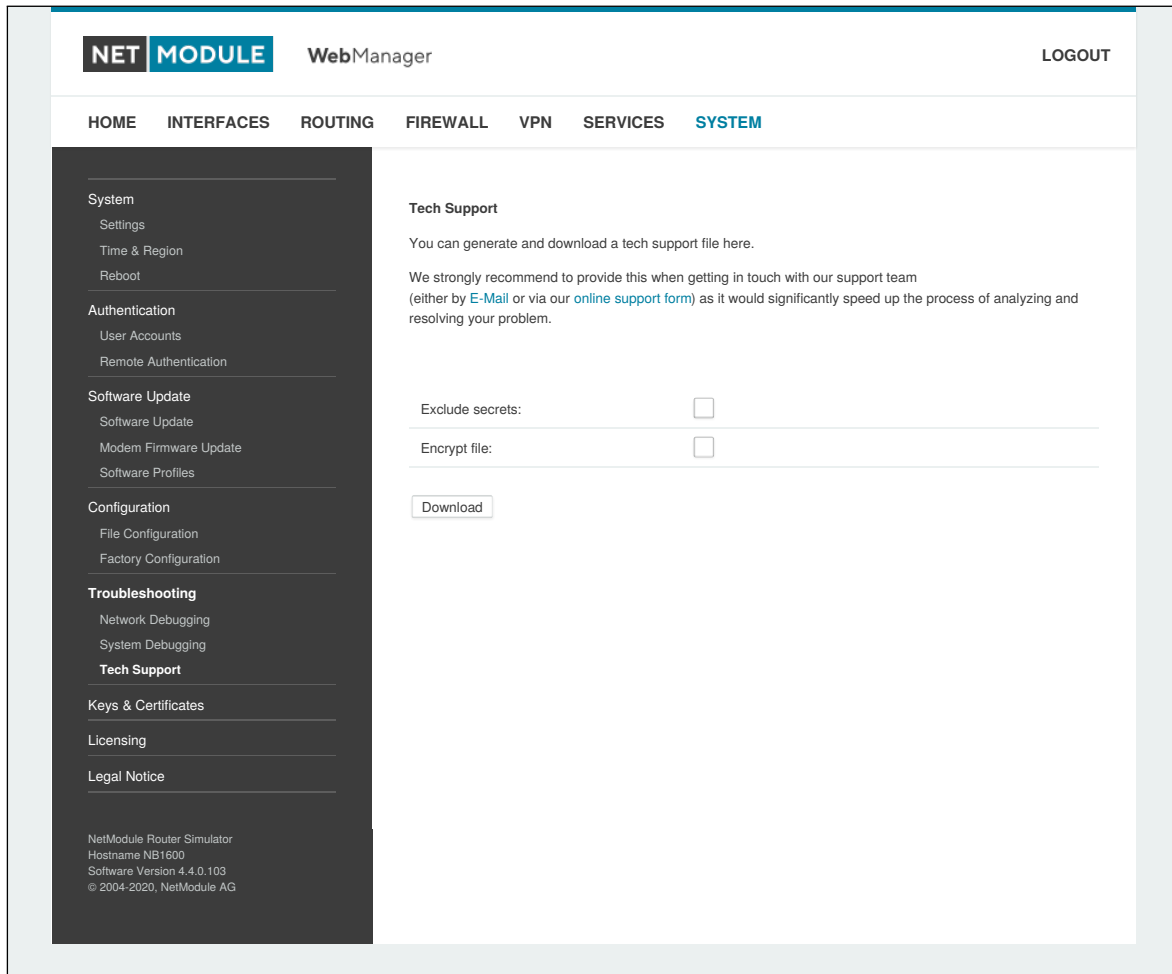 NET MODULE WebManager LOGOUT
HOME INTERFACES ROUTING FIREWALL VPN SERVICES SYSTEM
System
Settings
Time & Region
Reboot
Authentication
User Accounts
Remote Authentication
Software Update
Software Update
Modem Firmware Update
Software Profiles
Configuration
File Configuration
Factory Configuration
Troubleshooting
Network Debugging
System Debugging
Tech Support
Keys & Certificates
Licensing
Legal Notice
NetModule Router Simulator
Hostname NB1600
Software Version 4.4.0.103
© 2004-2020, NetModule AG
Tech Support
You can generate and download a tech support file here.
We strongly recommend to provide this when getting in touch with our support team
(either by E-Mail or via our online support form) as it would significantly speed up the process of analyzing and
resolving your problem.
Exclude secrets:
Encrypt file:
Download